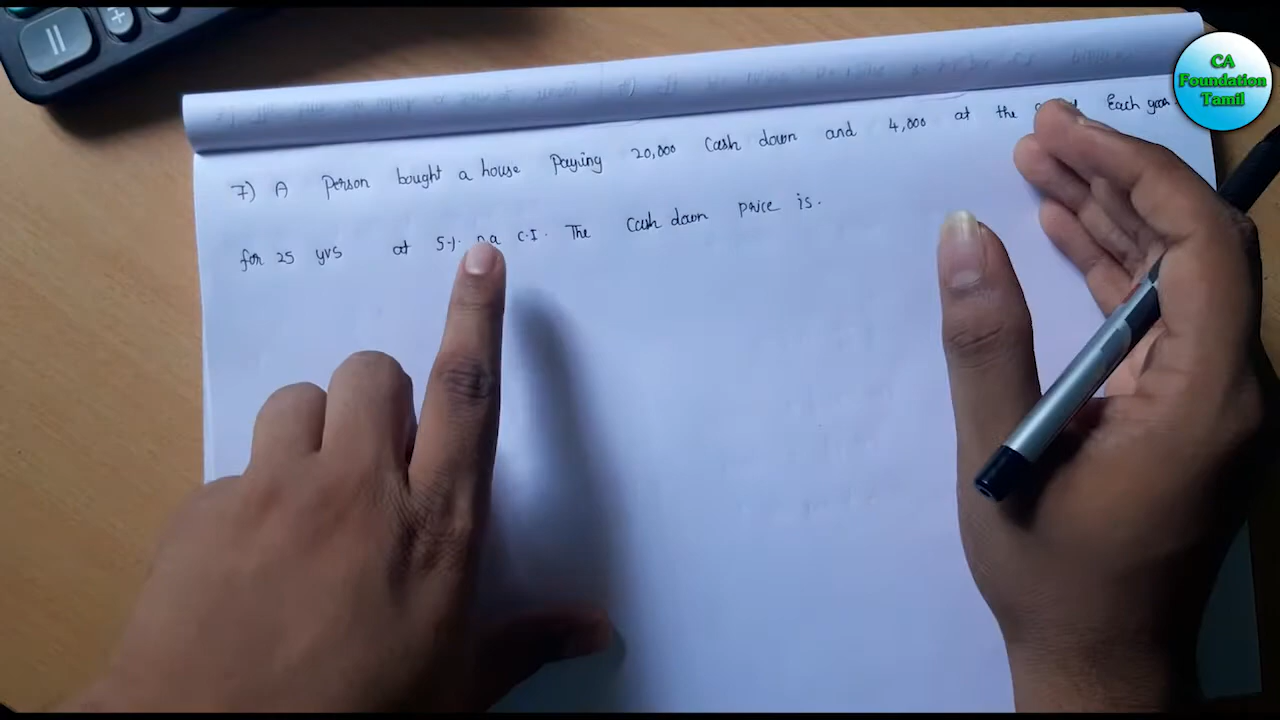 CA
Foundation
Tamil
7) A Person bought a house Paying 20,000 Cash down and 4,000 at the Each year
for 25 yrs at 5% p.a C.I. The Cash down price is.